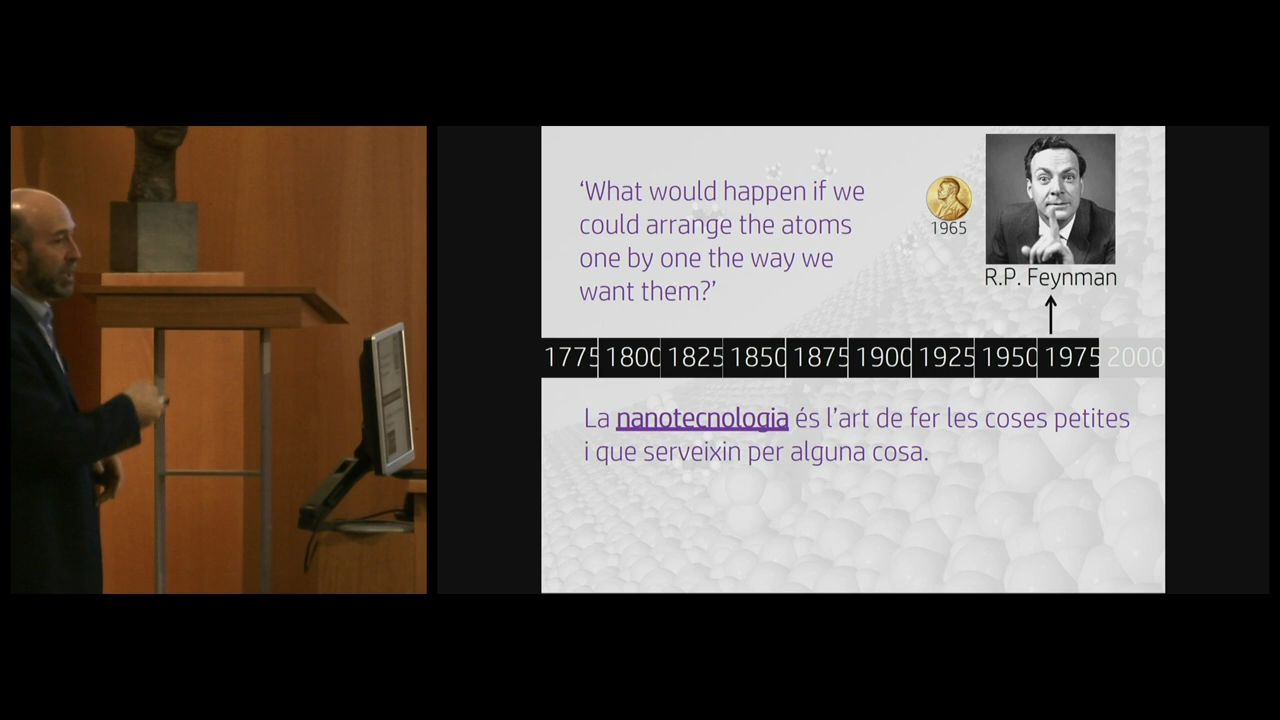 ‘What would happen if we
could arrange the atoms
one by one the way we
want them?’
1965
R.P. Feynman
1775 1800 1825 1850 1875 1900 1925 1950 1975 2000
La nanotecnologia és l’art de fer les coses petites
i que serveixin per alguna cosa.